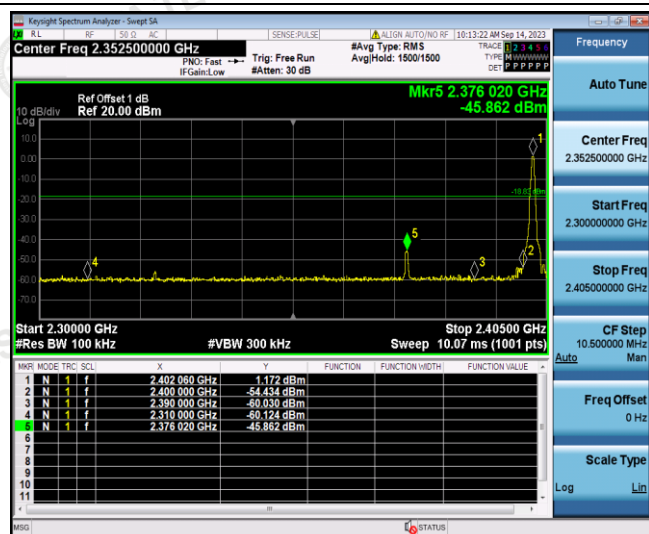 Keysight Spectrum Analyzer - Swept SA
RL RF 50 Ω AC SENSE:PULSE ALIGN AUTO/NO RF 10:13:22 AM Sep 14, 2023
Center Freq 2.352500000 GHz
PNO: Fast
IFGain:Low
Trig: Free Run
#Atten: 30 dB
#Avg Type: RMS
Avg|Hold: 1500/1500
TRACE 1 2 3 4 5 6
TYPE M W W W W W
DET P P P P P P
Ref Offset 1 dB
10 dB/div Ref 20.00 dBm
Log
Mkr5 2.376 020 GHz
-45.862 dBm
10.0
0.00
-10.0
-20.0
-30.0
-40.0
-50.0
-60.0
-70.0
1
5
4
3
2
Start 2.30000 GHz Stop 2.40500 GHz
#Res BW 100 kHz #VBW 300 kHz Sweep 10.07 ms (1001 pts)
MKR MODE TRC SCL X Y FUNCTION FUNCTION WIDTH FUNCTION VALUE
1 N 1 f 2.402 060 GHz 1.172 dBm
2 N 1 f 2.400 000 GHz -54.434 dBm
3 N 1 f 2.390 000 GHz -60.030 dBm
4 N 1 f 2.310 000 GHz -60.124 dBm
5 N 1 f 2.376 020 GHz -45.862 dBm
6
7
8
9
10
11
MSG STATUS
Frequency
Auto Tune
Center Freq
2.352500000 GHz
Start Freq
2.300000000 GHz
Stop Freq
2.405000000 GHz
CF Step
10.500000 MHz
Auto Man
Freq Offset
0 Hz
Scale Type
Log Lin